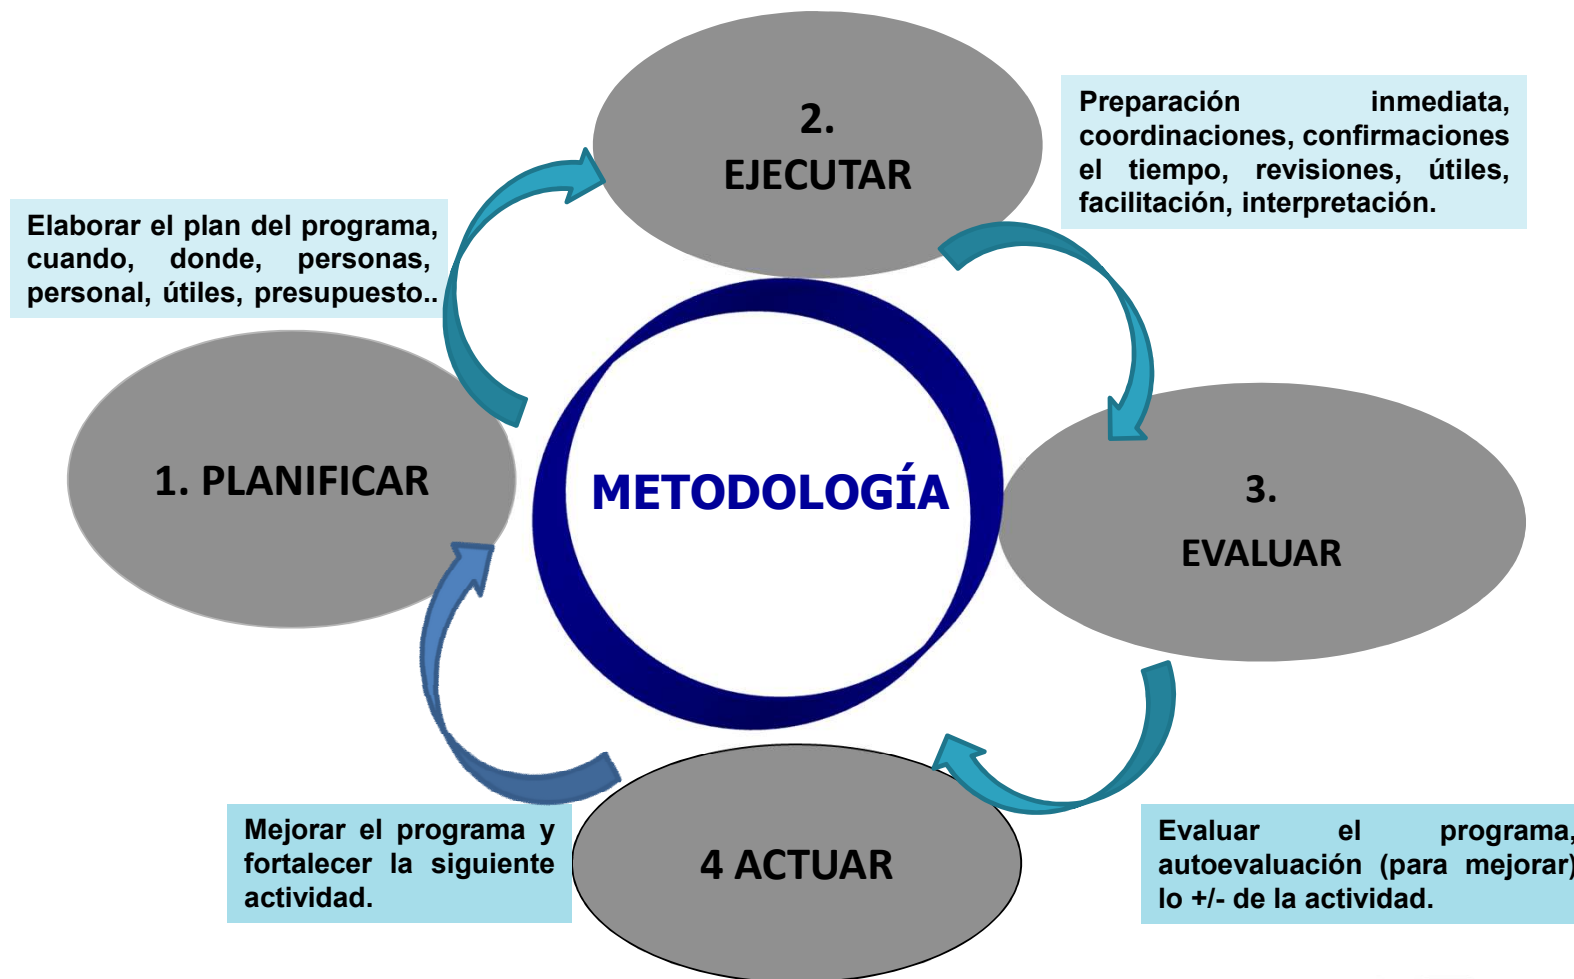 2.
EJECUTAR
Preparación inmediata,
coordinaciones, confirmaciones
el tiempo, revisiones, útiles,
facilitación, interpretación.
Elaborar el plan del programa,
cuando, donde, personas,
personal, útiles, presupuesto..
1. PLANIFICAR
METODOLOGÍA
3.
EVALUAR
Mejorar el programa y
fortalecer la siguiente
actividad.
4 ACTUAR
Evaluar el programa,
autoevaluación (para mejorar)
lo +/- de la actividad.